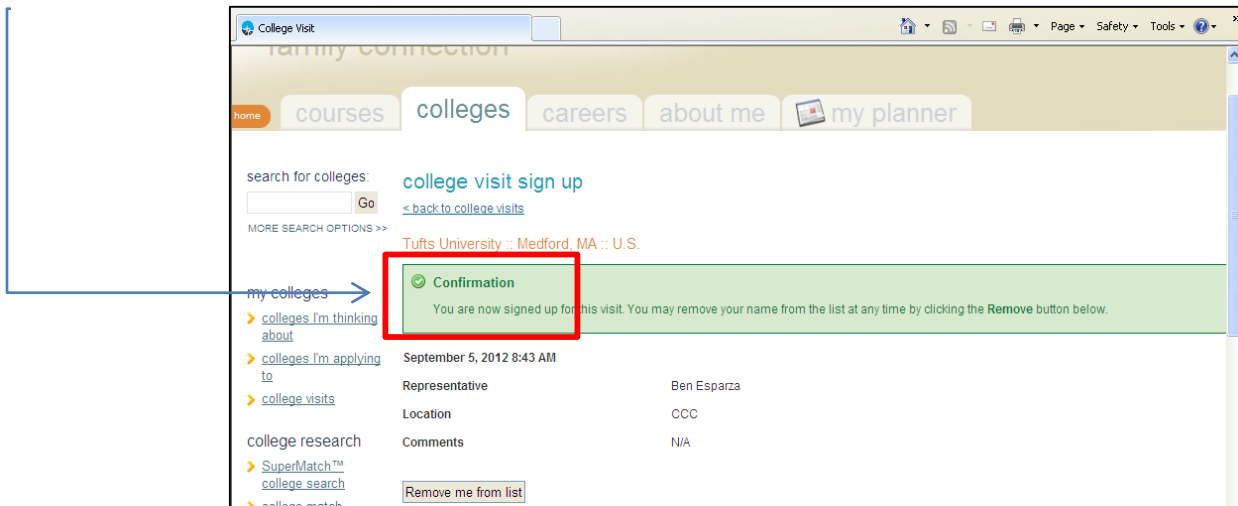 College Visit
Page Safety Tools
family connection
home courses colleges careers about me my planner
search for colleges:
Go
MORE SEARCH OPTIONS >>
my colleges
colleges I'm thinking
about
colleges I'm applying
to
college visits
college research
SuperMatch™
college search
college match
college visit sign up
< back to college visits
Tufts University :: Medford, MA :: U.S.
Confirmation
You are now signed up for this visit. You may remove your name from the list at any time by clicking the Remove button below.
September 5, 2012 8:43 AM
Representative Ben Esparza
Location CCC
Comments N/A
Remove me from list